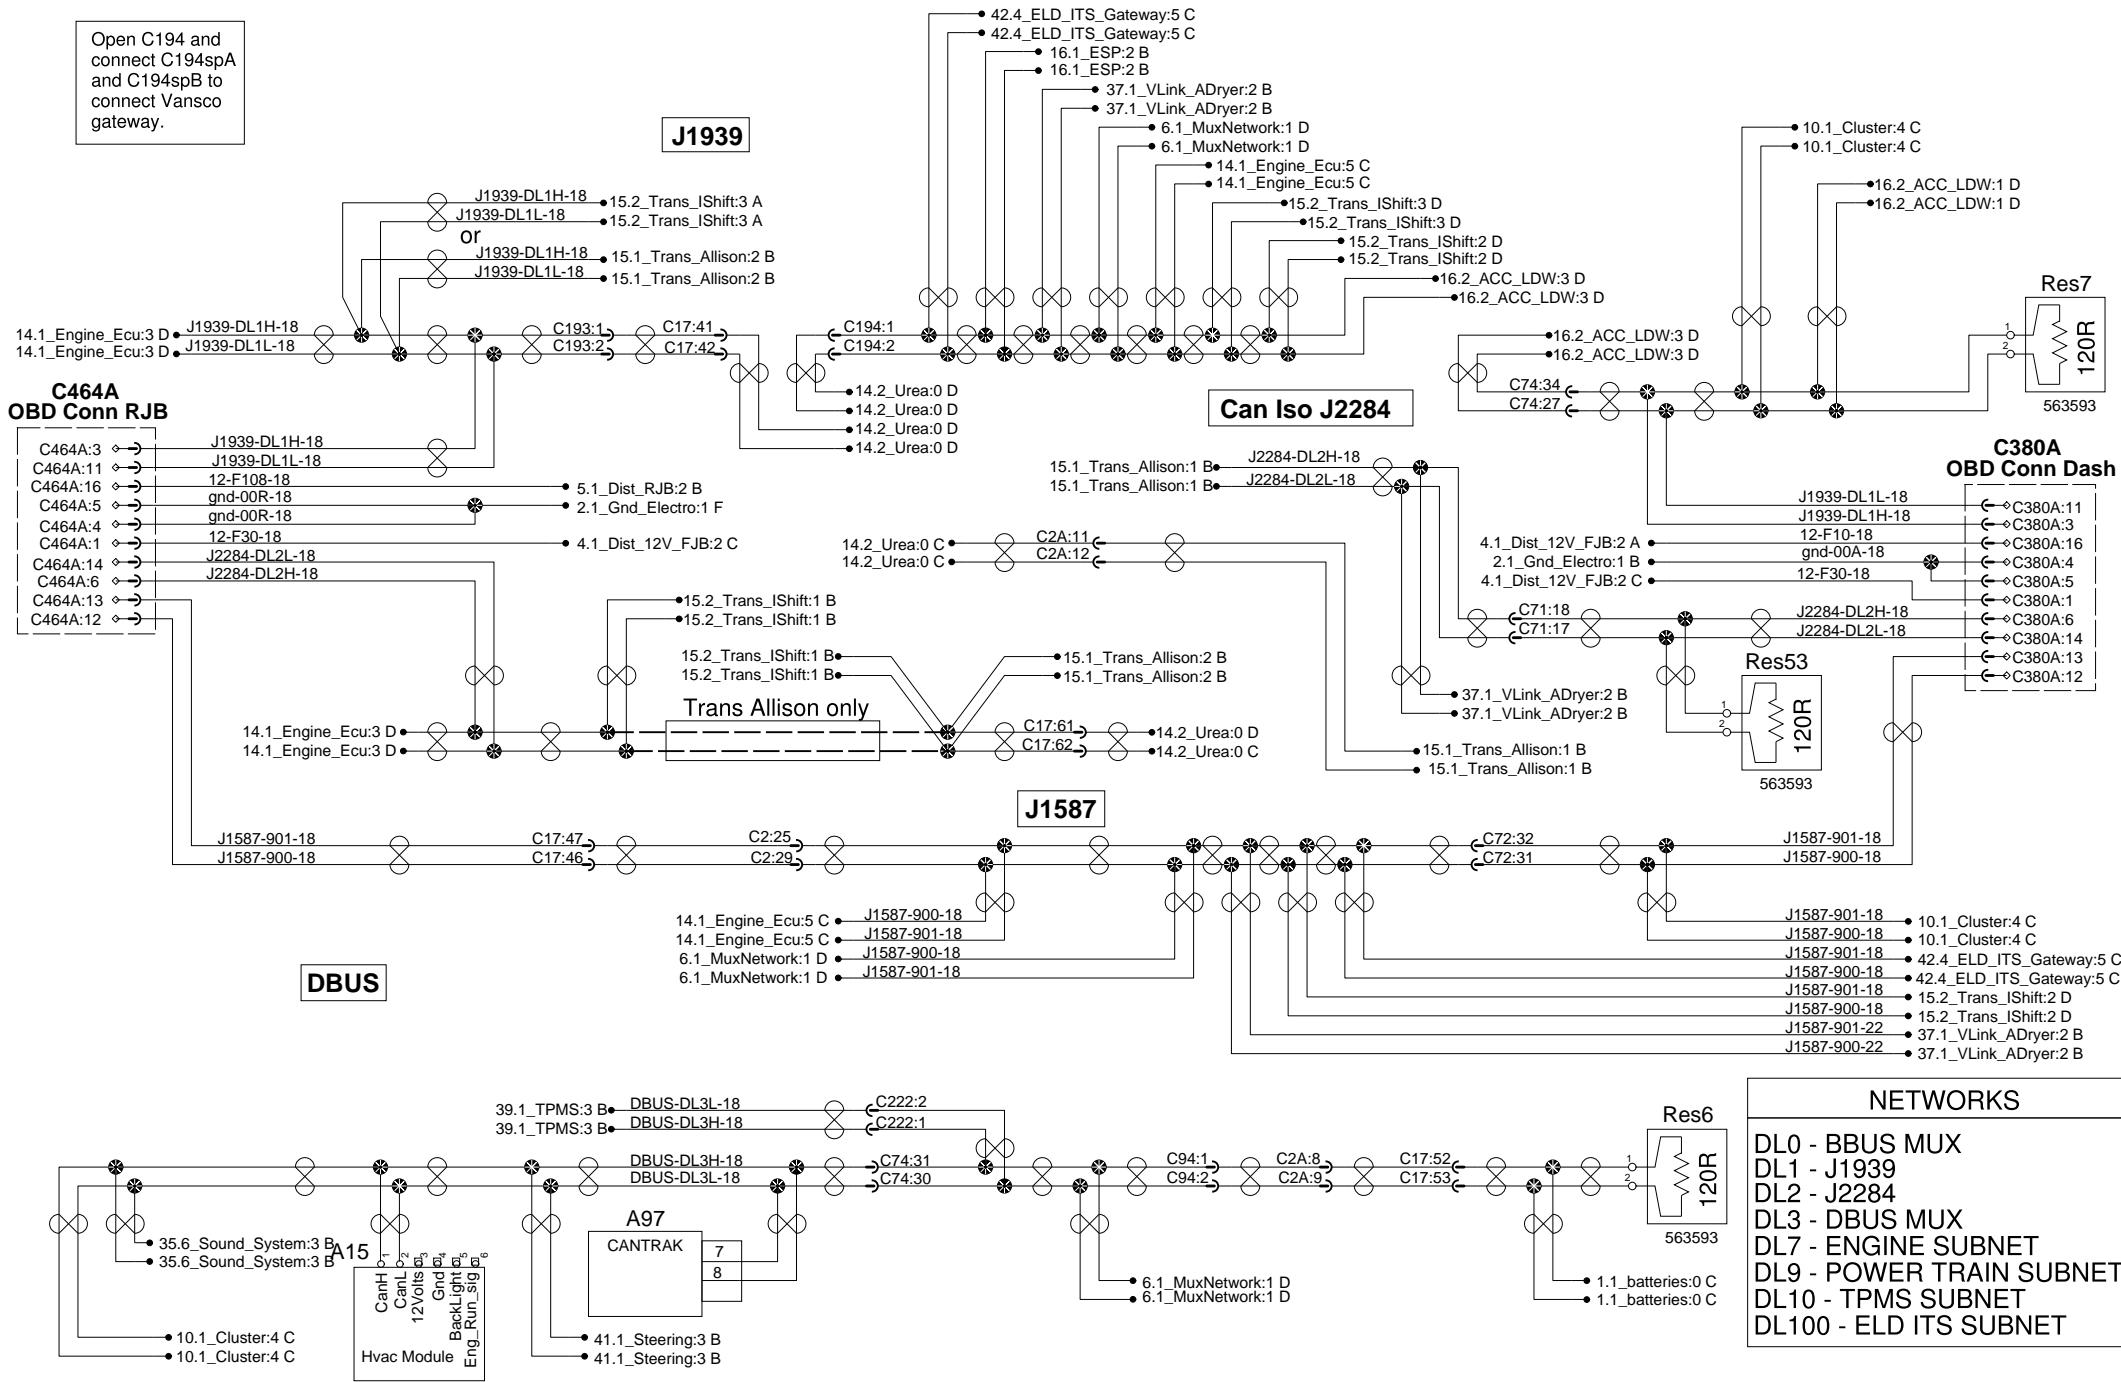 Open C194 and
connect C194spA
and C194spB to
connect Vansco
gateway.
J1939
42.4_ELD_ITS_Gateway:5 C
42.4_ELD_ITS_Gateway:5 C
16.1_ESP:2 B
16.1_ESP:2 B
37.1_VLink_ADryer:2 B
37.1_VLink_ADryer:2 B
6.1_MuxNetwork:1 D
6.1_MuxNetwork:1 D
14.1_Engine_Ecu:5 C
14.1_Engine_Ecu:5 C
15.2_Trans_IShift:3 D
15.2_Trans_IShift:3 D
15.2_Trans_IShift:2 D
15.2_Trans_IShift:2 D
16.2_ACC_LDW:3 D
16.2_ACC_LDW:3 D
10.1_Cluster:4 C
10.1_Cluster:4 C
16.2_ACC_LDW:1 D
16.2_ACC_LDW:1 D
J1939-DL1H-18
15.2_Trans_IShift:3 A
J1939-DL1L-18
15.2_Trans_IShift:3 A
or
J1939-DL1H-18
15.1_Trans_Allison:2 B
J1939-DL1L-18
15.1_Trans_Allison:2 B
14.1_Engine_Ecu:3 D
J1939-DL1H-18
C193:1
C17:41
C194:1
14.1_Engine_Ecu:3 D
J1939-DL1L-18
C193:2
C17:42
C194:2
14.2_Urea:0 D
14.2_Urea:0 D
14.2_Urea:0 D
14.2_Urea:0 D
16.2_ACC_LDW:3 D
16.2_ACC_LDW:3 D
C74:34
C74:27
Res7
1
2
120R
563593
C464A
OBD Conn RJB
C464A:3
J1939-DL1H-18
C464A:11
J1939-DL1L-18
C464A:16
12-F108-18
5.1_Dist_RJB:2 B
C464A:5
gnd-00R-18
2.1_Gnd_Electro:1 F
C464A:4
gnd-00R-18
C464A:1
12-F30-18
4.1_Dist_12V_FJB:2 C
C464A:14
J2284-DL2L-18
C464A:6
J2284-DL2H-18
C464A:13
C464A:12
Can Iso J2284
15.1_Trans_Allison:1 B
J2284-DL2H-18
15.1_Trans_Allison:1 B
J2284-DL2L-18
14.2_Urea:0 C
C2A:11
14.2_Urea:0 C
C2A:12
C380A
OBD Conn Dash
J1939-DL1L-18
C380A:11
J1939-DL1H-18
C380A:3
4.1_Dist_12V_FJB:2 A
12-F10-18
C380A:16
2.1_Gnd_Electro:1 B
gnd-00A-18
C380A:4
4.1_Dist_12V_FJB:2 C
12-F30-18
C380A:5
C380A:1
C71:18
J2284-DL2H-18
C380A:6
C71:17
J2284-DL2L-18
C380A:14
C380A:13
C380A:12
Res53
1
2
120R
563593
15.2_Trans_IShift:1 B
15.2_Trans_IShift:1 B
15.2_Trans_IShift:1 B
15.2_Trans_IShift:1 B
15.1_Trans_Allison:2 B
15.1_Trans_Allison:2 B
Trans Allison only
14.1_Engine_Ecu:3 D
C17:61
14.2_Urea:0 D
14.1_Engine_Ecu:3 D
C17:62
14.2_Urea:0 C
37.1_VLink_ADryer:2 B
37.1_VLink_ADryer:2 B
15.1_Trans_Allison:1 B
15.1_Trans_Allison:1 B
J1587
J1587-901-18
C17:47
C2:25
C72:32
J1587-901-18
J1587-900-18
C17:46
C2:29
C72:31
J1587-900-18
14.1_Engine_Ecu:5 C
J1587-900-18
14.1_Engine_Ecu:5 C
J1587-901-18
6.1_MuxNetwork:1 D
J1587-900-18
6.1_MuxNetwork:1 D
J1587-901-18
J1587-901-18
10.1_Cluster:4 C
J1587-900-18
10.1_Cluster:4 C
J1587-901-18
42.4_ELD_ITS_Gateway:5 C
J1587-900-18
42.4_ELD_ITS_Gateway:5 C
J1587-901-18
15.2_Trans_IShift:2 D
J1587-900-18
15.2_Trans_IShift:2 D
J1587-901-22
37.1_VLink_ADryer:2 B
J1587-900-22
37.1_VLink_ADryer:2 B
DBUS
39.1_TPMS:3 B
DBUS-DL3L-18
C222:2
39.1_TPMS:3 B
DBUS-DL3H-18
C222:1
DBUS-DL3H-18
C74:31
C94:1
C2A:8
C17:52
DBUS-DL3L-18
C74:30
C94:2
C2A:9
C17:53
Res6
1
2
120R
563593
35.6_Sound_System:3 B
35.6_Sound_System:3 B
A15
1
2
3
4
5
6
CanH
CanL
12Volts
Gnd
BackLight
Eng_Run_sig
Hvac Module
A97
CANTRAK
7
8
10.1_Cluster:4 C
10.1_Cluster:4 C
41.1_Steering:3 B
41.1_Steering:3 B
6.1_MuxNetwork:1 D
6.1_MuxNetwork:1 D
1.1_batteries:0 C
1.1_batteries:0 C
NETWORKS
DL0 - BBUS MUX
DL1 - J1939
DL2 - J2284
DL3 - DBUS MUX
DL7 - ENGINE SUBNET
DL9 - POWER TRAIN SUBNET
DL10 - TPMS SUBNET
DL100 - ELD ITS SUBNET